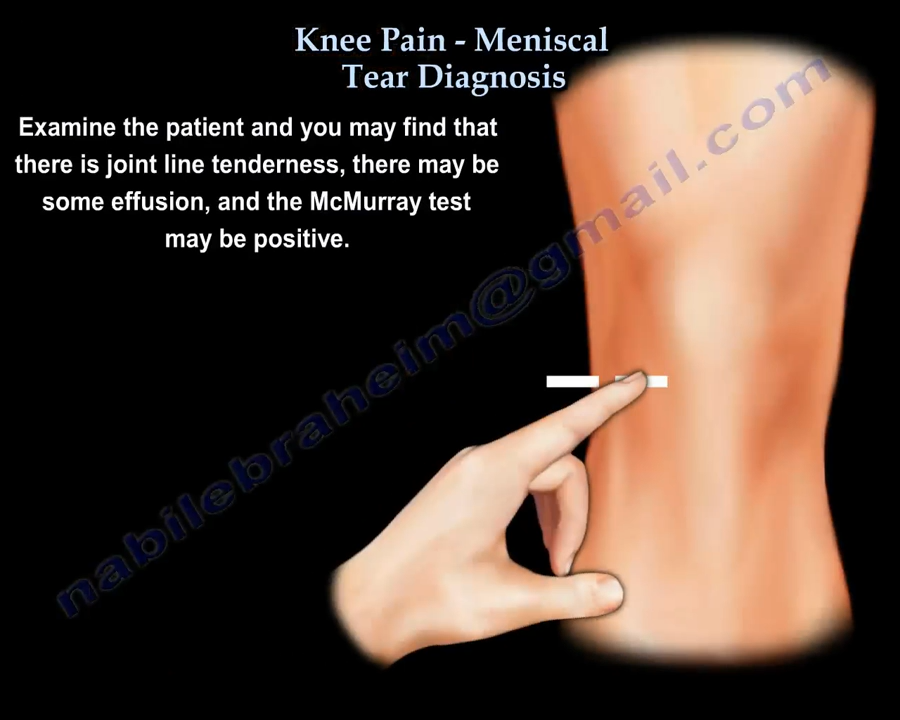 Knee Pain - Meniscal
Tear Diagnosis
Examine the patient and you may find that
there is joint line tenderness, there may be
some effusion, and the McMurray test
may be positive.
nabilebraheim@gmail.com